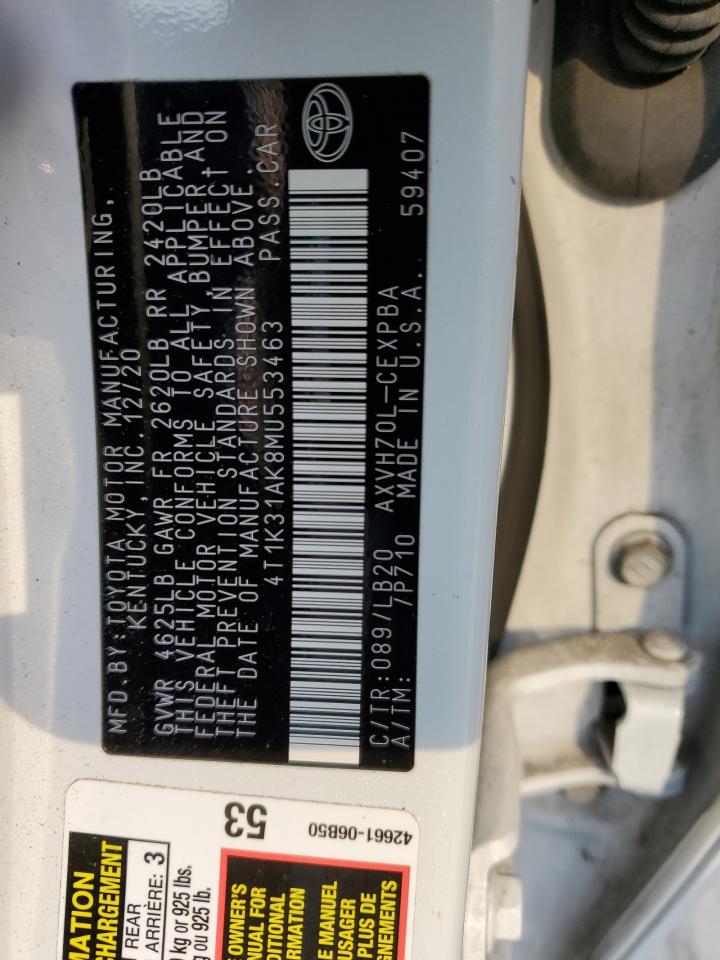 MFD.BY:TOYOTA MOTOR MANUFACTURING,
KENTUCKY, INC. 12/20
GVWR 4625LB GAWR FR 2620LB RR 2420LB
THIS VEHICLE CONFORMS TO ALL APPLICABLE
FEDERAL MOTOR VEHICLE SAFETY,BUMPER,AND
THEFT PREVENTION STANDARDS IN EFFECT ON
THE DATE OF MANUFACTURE SHOWN ABOVE.
4T1K31AK8MU553463 PASS.CAR
C/TR:089/LB20 AXVH70L-CEXPBA
A/TM: /P710 MADE IN U.S.A. 59407
53
42661-06B50
MATION
CHARGEMENT
REAR
ARRIÈRE: 3
kg or 925 lbs.
kg ou 925 lb.
OWNER'S
NUAL FOR
DITIONAL
RMATION
E MANUEL
USAGER
PLUS DE
GNEMENTS